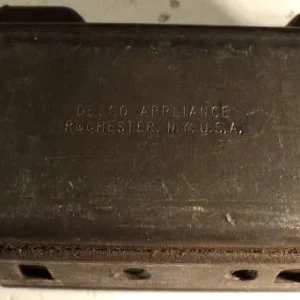 DELCO APPLIANCE
ROCHESTER, N.Y. U.S.A.